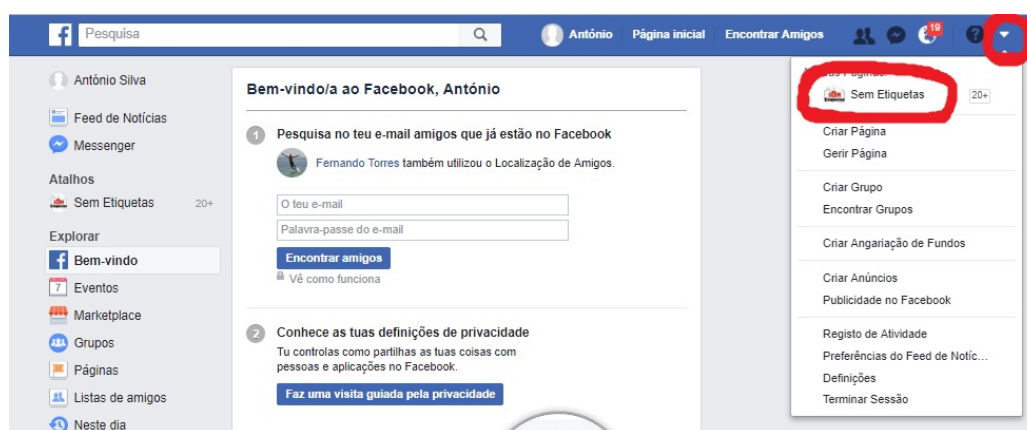 Pesquisa
António
Página inicial
Encontrar Amigos
19
António Silva
Feed de Notícias
Messenger
Atalhos
Sem Etiquetas 20+
Explorar
Bem-vindo
7 Eventos
Marketplace
Grupos
Páginas
Listas de amigos
Neste dia
Bem-vindo/a ao Facebook, António
1 Pesquisa no teu e-mail amigos que já estão no Facebook
Fernando Torres também utilizou o Localização de Amigos.
O teu e-mail
Palavra-passe do e-mail
Encontrar amigos
Vê como funciona
2 Conhece as tuas definições de privacidade
Tu controlas como partilhas as tuas coisas com
pessoas e aplicações no Facebook.
Faz uma visita guiada pela privacidade
Sem Etiquetas 20+
Criar Página
Gerir Página
Criar Grupo
Encontrar Grupos
Criar Angariação de Fundos
Criar Anúncios
Publicidade no Facebook
Registo de Atividade
Preferências do Feed de Notíc...
Definições
Terminar Sessão